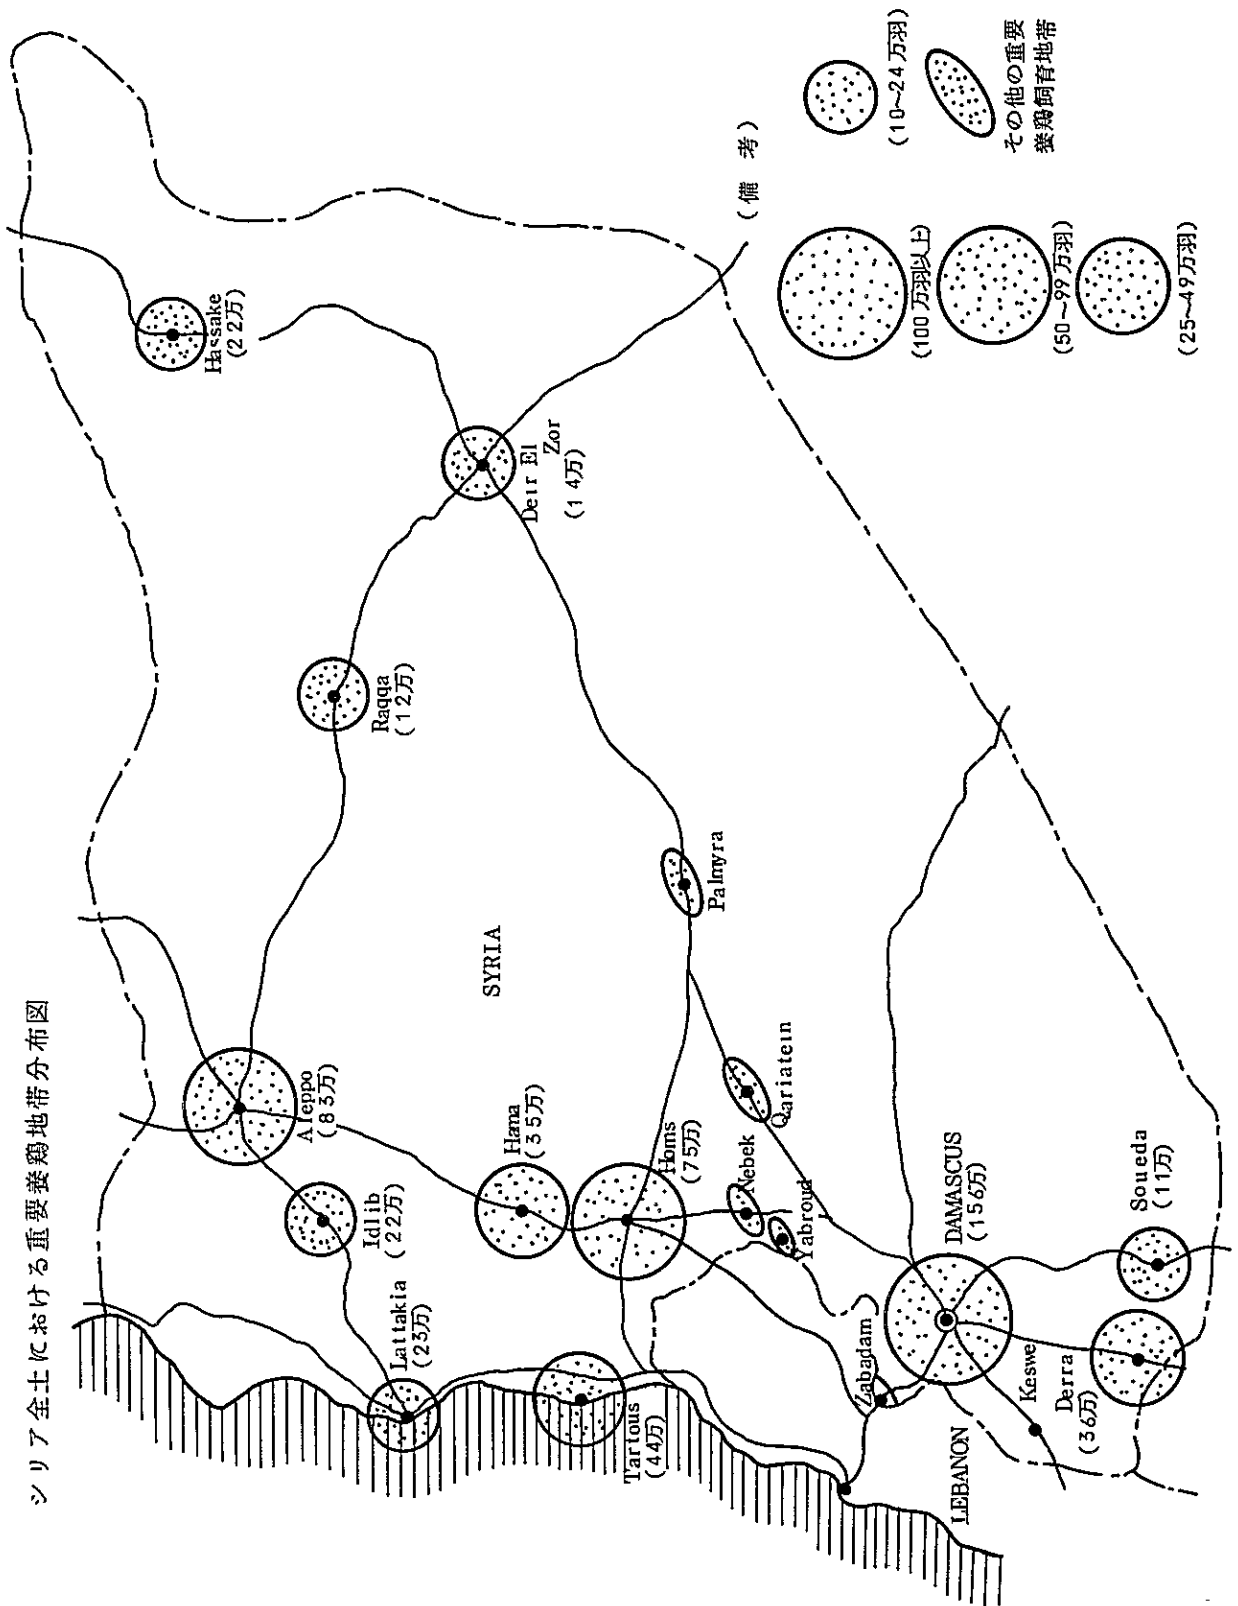 シリア全土における重要養鶏地帯分布図
Hassake
(22万)
Deir El
Zor
(14万)
Raqqa
(12万)
Palmyra
SYRIA
Aleppo
(83万)
Idlib
(22万)
Lattakia
(23万)
Hama
(35万)
Homs
(75万)
Tartous
(44万)
Qariatein
Nebek
Yabroud
DAMASCUS
(156万)
Zabadam
LEBANON
Keswe
Derra
(36万)
Soueda
(11万)
(備 考)
(100万羽以上)
(50~99万羽)
(25~49万羽)
(10~24万羽)
その他の重要
養鶏飼育地帯